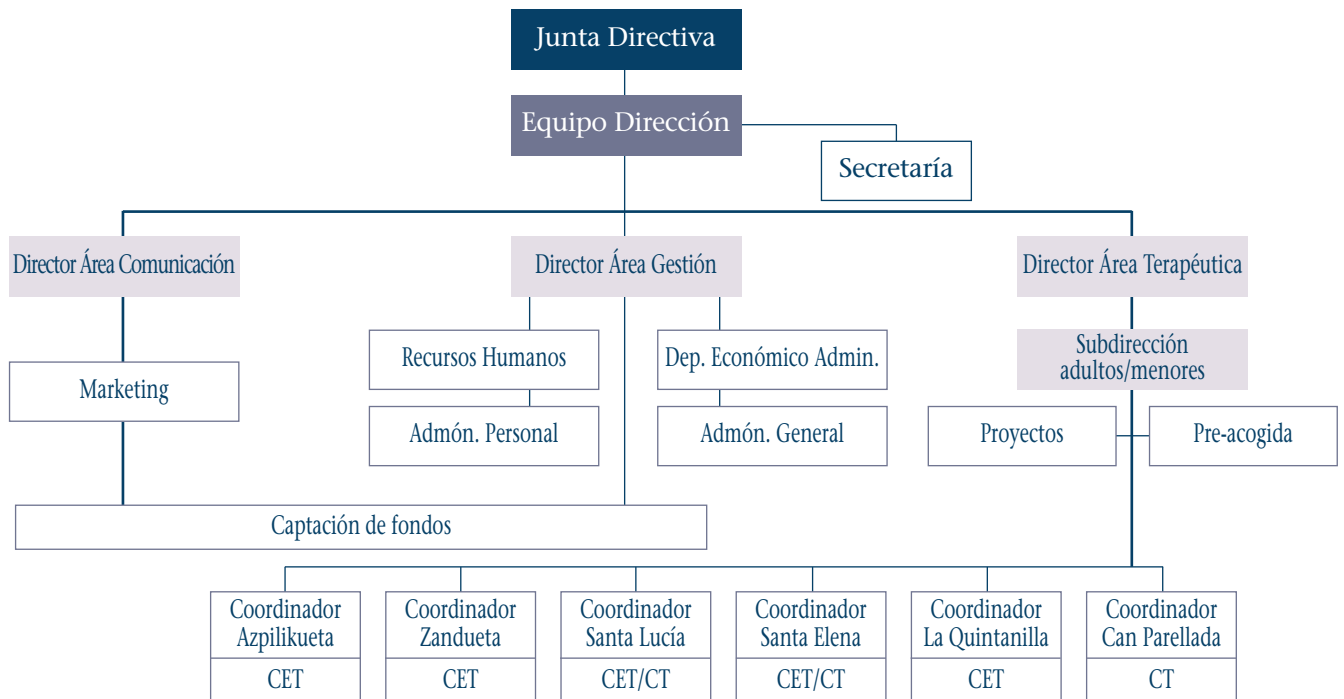 Junta Directiva
Equipo Dirección
Secretaría
Director Área Comunicación
Director Área Gestión
Director Área Terapéutica
Marketing
Recursos Humanos
Dep. Económico Admin.
Subdirección
adultos/menores
Admón. Personal
Admón. General
Proyectos
Pre-acogida
Captación de fondos
Coordinador
Azpilikueta
CET
Coordinador
Zandueta
CET
Coordinador
Santa Lucía
CET/CT
Coordinador
Santa Elena
CET/CT
Coordinador
La Quintanilla
CET
Coordinador
Can Parellada
CT